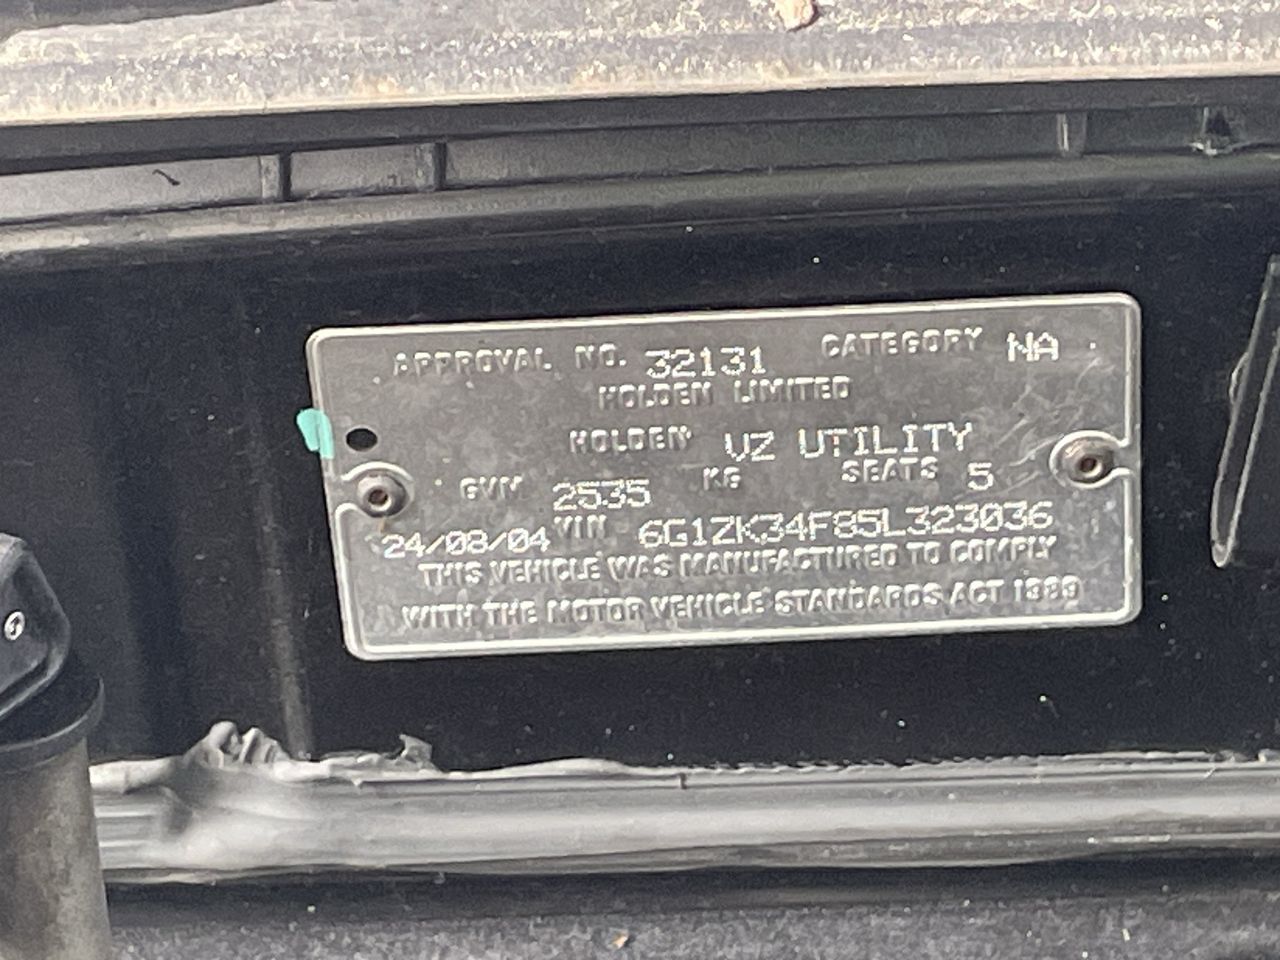 APPROVAL NO. 32131 CATEGORY NA
HOLDEN LIMITED
HOLDEN VZ UTILITY
GVM 2535 KG SEATS 5
24/08/04 VIN 6G1ZK34F85L323036
THIS VEHICLE WAS MANUFACTURED TO COMPLY
WITH THE MOTOR VEHICLE STANDARDS ACT 1989